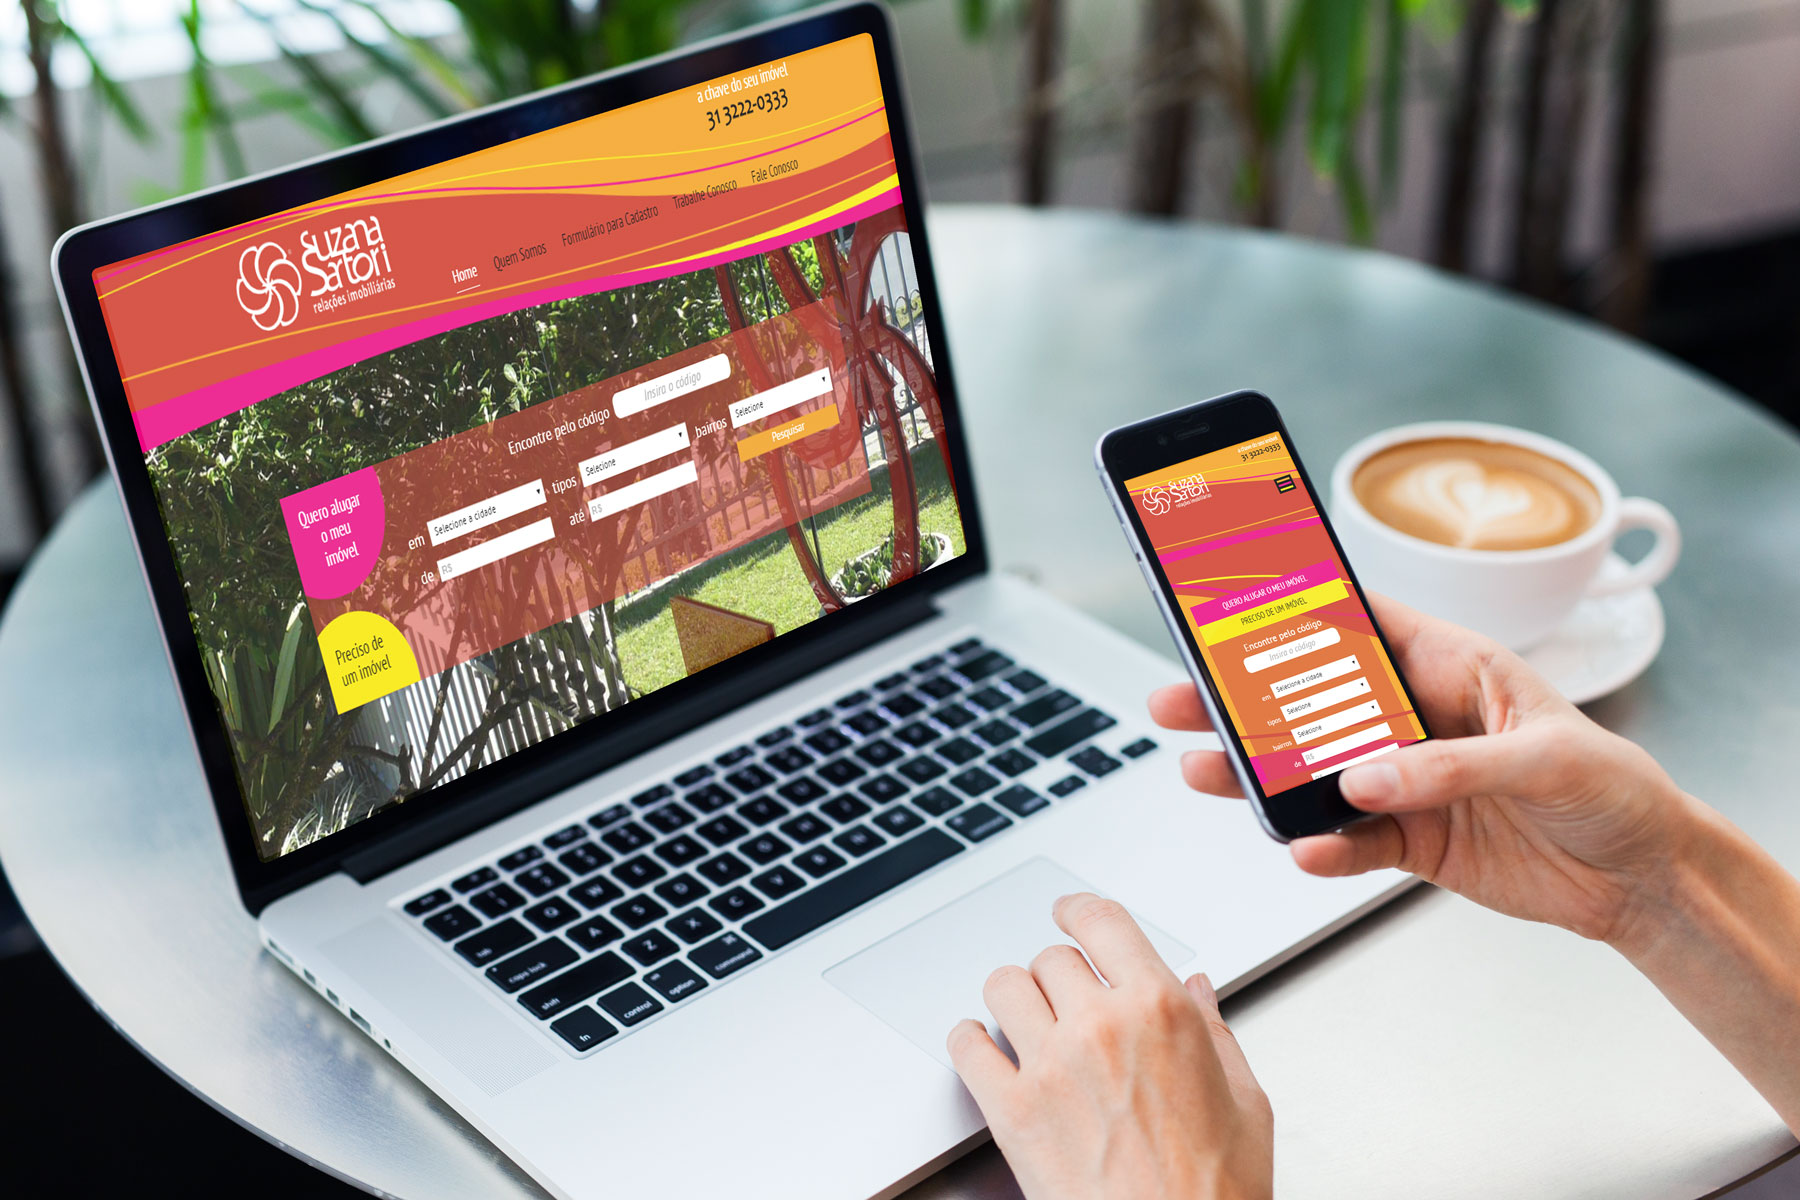 a chave do seu imóvel
31 3222-0333
Suzana
Sartori
relações imobiliárias
Home Quem Somos Formulário para Cadastro Trabalhe Conosco Fale Conosco
Encontre pelo código Insira o código
Quero alugar
o meu
imóvel
em Selecione a cidade tipos Selecione bairros Selecione
de R$ até R$ Pesquisar
Preciso de
um imóvel
a chave do seu imóvel
31 3222-0333
Suzana
Sartori
relações imobiliárias
QUERO ALUGAR O MEU IMÓVEL
PRECISO DE UM IMÓVEL
Encontre pelo código
Insira o código
em Selecione a cidade
tipos Selecione
bairros Selecione
de R$
tab Q W E
caps lock A S D
shift Z X C V B N M
fn control option command